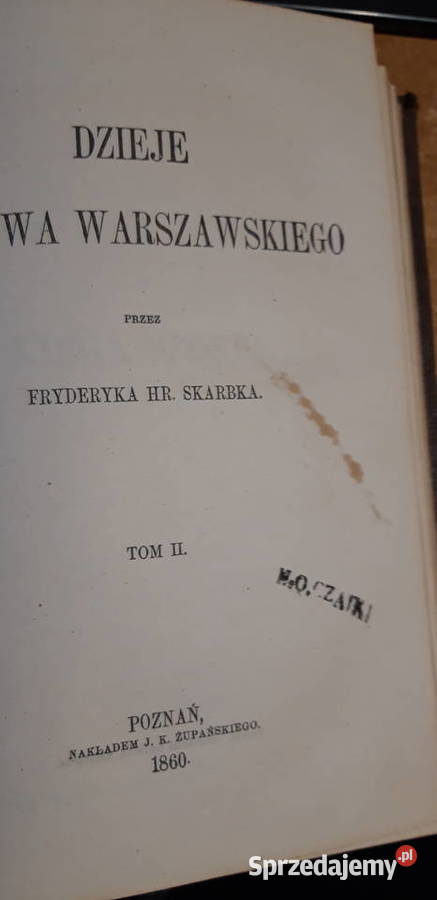 DZIEJE
WA WARSZAWSKIEGO
PRZEZ
FRYDERYKA HR. SKARBKA.
TOM II.
POZNAŃ,
NAKŁADEM J. K. ŻUPAŃSKIEGO.
1860.
Sprzedajemy.pl